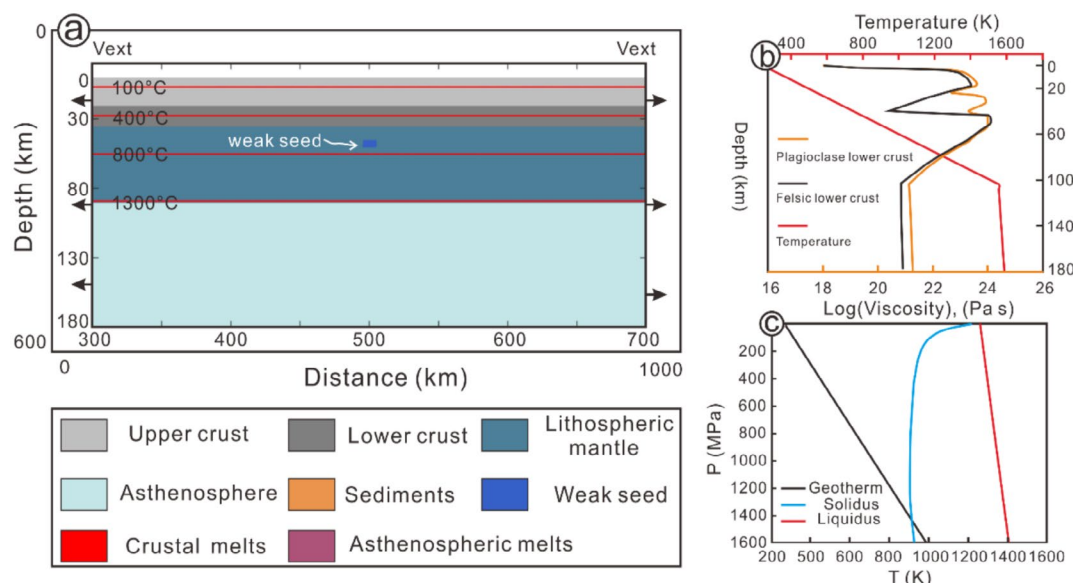 a
0
Vext
Vext
0
30
80
130
180
600
Depth (km)
100°C
400°C
800°C
1300°C
weak seed
300
400
500
600
700
0
1000
Distance (km)
Upper crust
Lower crust
Lithospheric
mantle
Asthenosphere
Sediments
Weak seed
Crustal melts
Asthenospheric melts
Temperature (K)
400
800
1200
1600
b
0
20
60
100
140
180
Depth
(km)
Plagioclase lower crust
Felsic lower crust
Temperature
16
18
20
22
24
26
Log(Viscosity), (Pa s)
c
200
400
600
800
1000
1200
1400
1600
P (MPa)
Geotherm
Solidus
Liquidus
200
400
600
800
1000
1200
1400
1600
T (K)